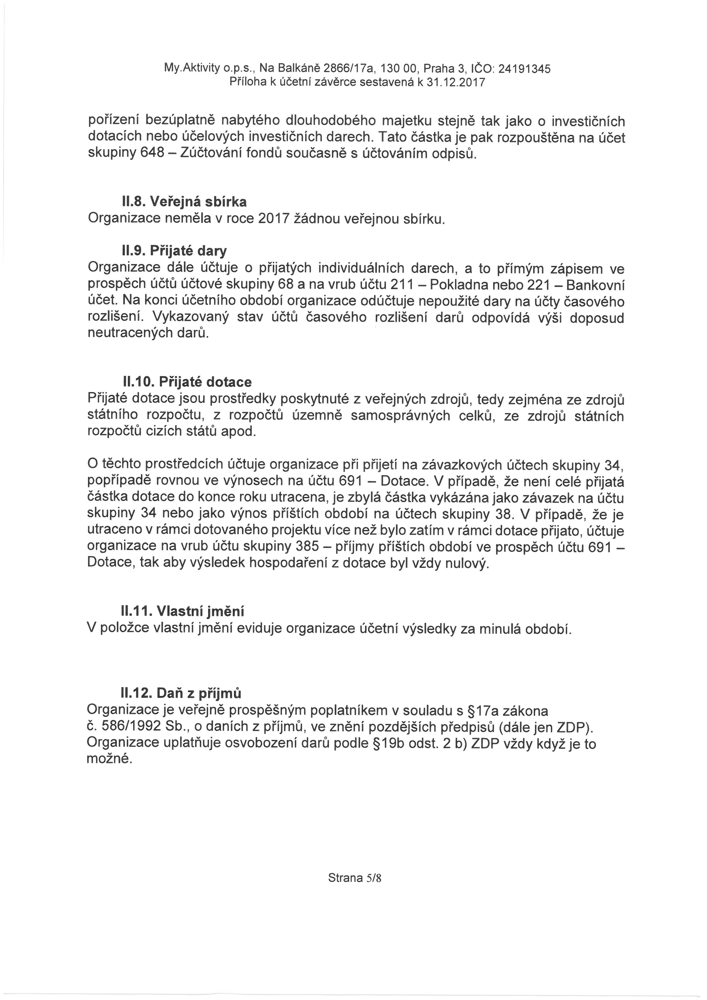 My.Aktivity o.p.s., Na Balkáně 2866/17a, 130 00, Praha 3, IČO: 24191345
Příloha k účetní závěrce sestavená k 31.12.2017
pořízení bezúplatně nabytého dlouhodobého majetku stejně tak jako o investičních
dotacích nebo účelových investičních darech. Tato částka je pak rozpouštěna na účet
skupiny 648 – Zúčtování fondů současně s účtováním odpisů.
II.8. Veřejná sbírka
Organizace neměla v roce 2017 žádnou veřejnou sbírku.
II.9. Přijaté dary
Organizace dále účtuje o přijatých individuálních darech, a to přímým zápisem ve
prospěch účtů účtové skupiny 68 a na vrub účtu 211 – Pokladna nebo 221 – Bankovní
účet. Na konci účetního období organizace odúčtuje nepoužité dary na účty časového
rozlišení. Vykazovaný stav účtů časového rozlišení darů odpovídá výši doposud
neutracených darů.
II.10. Přijaté dotace
Přijaté dotace jsou prostředky poskytnuté z veřejných zdrojů, tedy zejména ze zdrojů
státního rozpočtu, z rozpočtů územně samosprávných celků, ze zdrojů státních
rozpočtů cizích států apod.
O těchto prostředcích účtuje organizace při přijetí na závazkových účtech skupiny 34,
popřípadě rovnou ve výnosech na účtu 691 – Dotace. V případě, že není celé přijatá
částka dotace do konce roku utracena, je zbylá částka vykázána jako závazek na účtu
skupiny 34 nebo jako výnos příštích období na účtech skupiny 38. V případě, že je
utraceno v rámci dotovaného projektu více než bylo zatím v rámci dotace přijato, účtuje
organizace na vrub účtu skupiny 385 – příjmy příštích období ve prospěch účtu 691 –
Dotace, tak aby výsledek hospodaření z dotace byl vždy nulový.
II.11. Vlastní jmění
V položce vlastní jmění eviduje organizace účetní výsledky za minulá období.
II.12. Daň z příjmů
Organizace je veřejně prospěšným poplatníkem v souladu s §17a zákona
č. 586/1992 Sb., o daních z příjmů, ve znění pozdějších předpisů (dále jen ZDP).
Organizace uplatňuje osvobození darů podle §19b odst. 2 b) ZDP vždy když je to
možné.
Strana 5/8